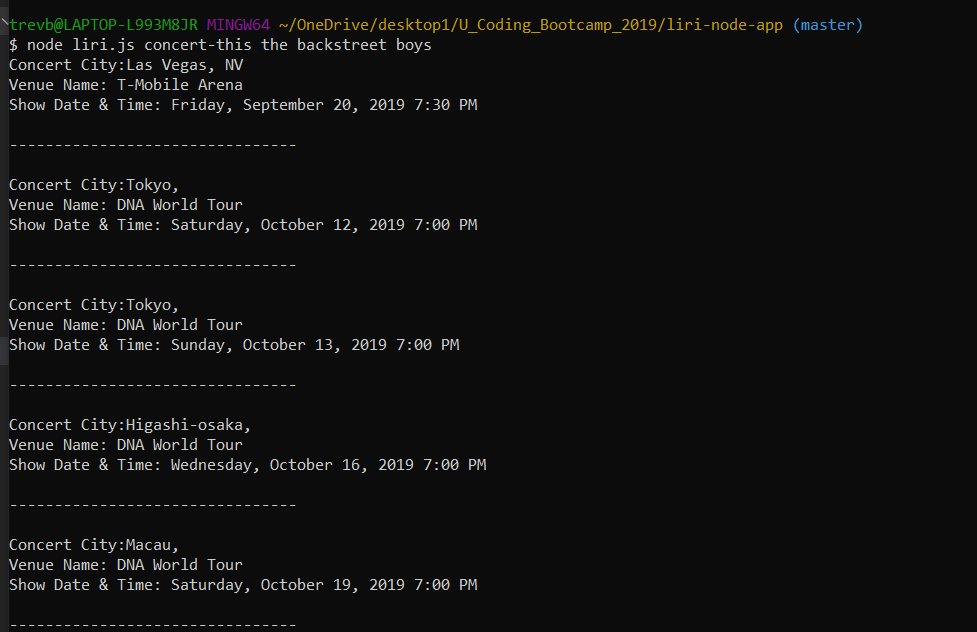 trevb@LAPTOP-L993M8JR MINGW64 ~/OneDrive/desktop1/U_Coding_Bootcamp_2019/liri-node-app (master)
$ node liri.js concert-this the backstreet boys
Concert City:Las Vegas, NV
Venue Name: T-Mobile Arena
Show Date & Time: Friday, September 20, 2019 7:30 PM
--------------------------------
Concert City:Tokyo,
Venue Name: DNA World Tour
Show Date & Time: Saturday, October 12, 2019 7:00 PM
--------------------------------
Concert City:Tokyo,
Venue Name: DNA World Tour
Show Date & Time: Sunday, October 13, 2019 7:00 PM
--------------------------------
Concert City:Higashi-osaka,
Venue Name: DNA World Tour
Show Date & Time: Wednesday, October 16, 2019 7:00 PM
--------------------------------
Concert City:Macau,
Venue Name: DNA World Tour
Show Date & Time: Saturday, October 19, 2019 7:00 PM
--------------------------------